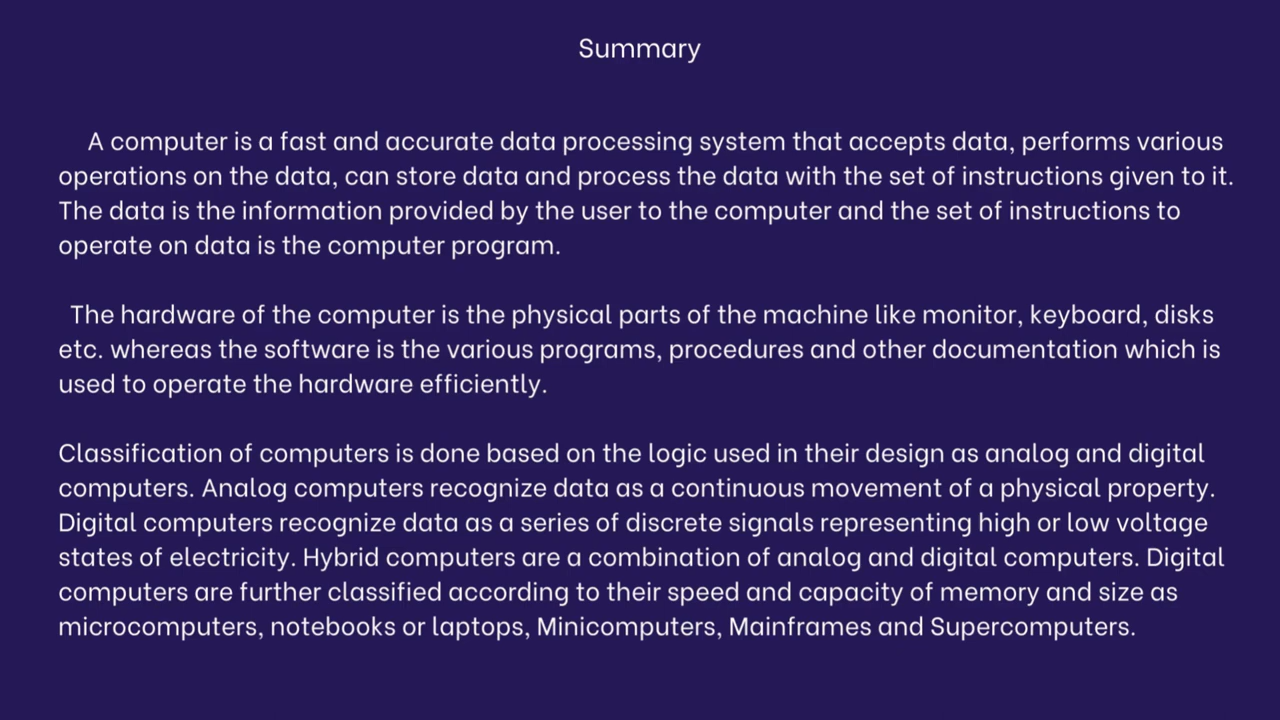 Summary
A computer is a fast and accurate data processing system that accepts data, performs various
operations on the data, can store data and process the data with the set of instructions given to it.
The data is the information provided by the user to the computer and the set of instructions to
operate on data is the computer program.
The hardware of the computer is the physical parts of the machine like monitor, keyboard, disks
etc. whereas the software is the various programs, procedures and other documentation which is
used to operate the hardware efficiently.
Classification of computers is done based on the logic used in their design as analog and digital
computers. Analog computers recognize data as a continuous movement of a physical property.
Digital computers recognize data as a series of discrete signals representing high or low voltage
states of electricity. Hybrid computers are a combination of analog and digital computers. Digital
computers are further classified according to their speed and capacity of memory and size as
microcomputers, notebooks or laptops, Minicomputers, Mainframes and Supercomputers.